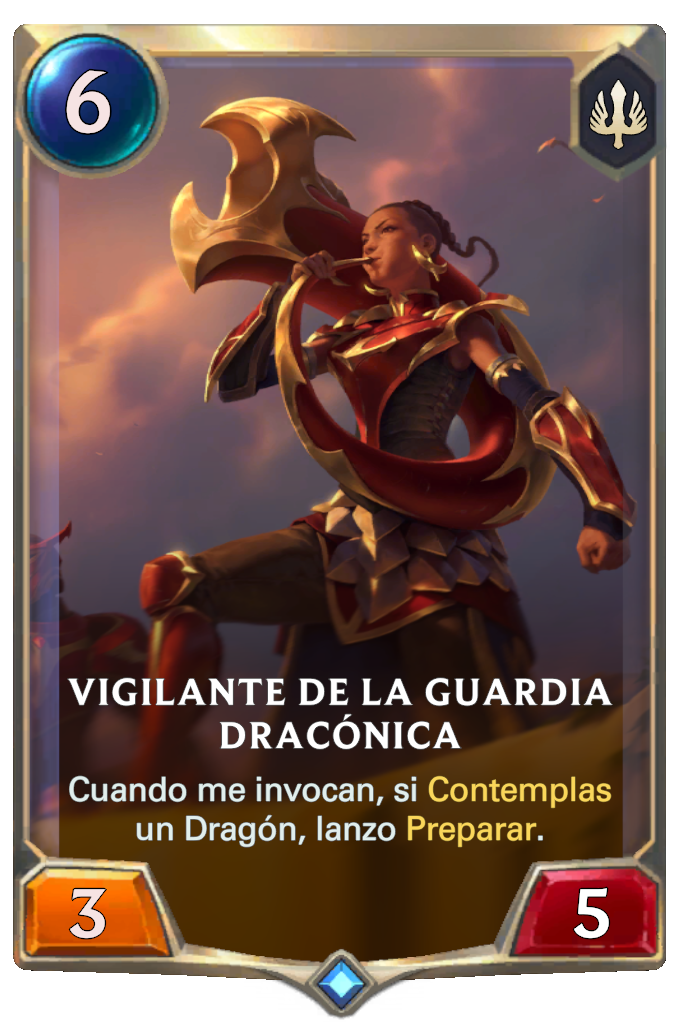 6
VIGILANTE DE LA GUARDIA
DRACÓNICA
Cuando me invocan, si Contemplas
un Dragón, lanzo Preparar.
3
5